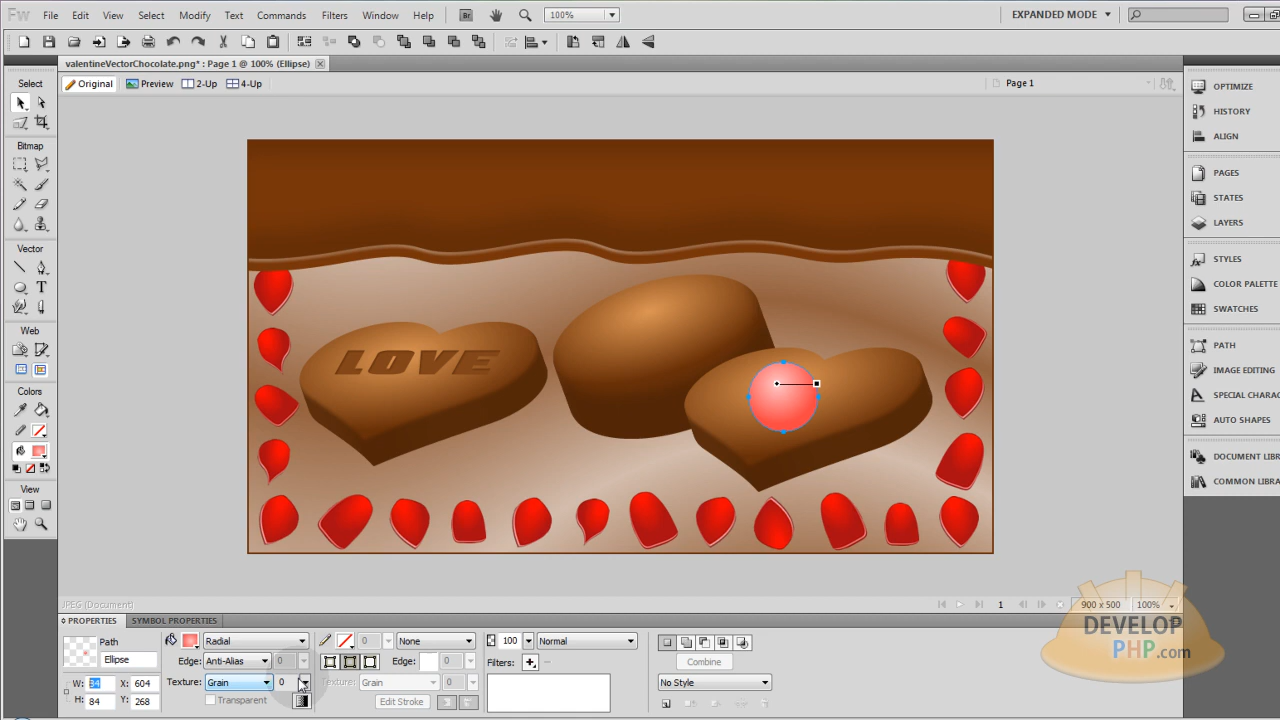 Fw File Edit View Select Modify Text Commands Filters Window Help Br 100% EXPANDED MODE
valentineVectorChocolate.png* : Page 1 @ 100% (Ellipse)
Original Preview 2-Up 4-Up Page 1
Select
Bitmap
Vector
T
Web
Colors
View
LOVE
OPTIMIZE
HISTORY
ALIGN
PAGES
STATES
LAYERS
STYLES
COLOR PALETTE
SWATCHES
PATH
IMAGE EDITING
SPECIAL CHARAC
AUTO SHAPES
DOCUMENT LIB
COMMON LIBRA
JPEG (Document) 1 900 x 500 100%
PROPERTIES SYMBOL PROPERTIES
Path Radial 0 None 100 Normal
Ellipse Edge: Anti-Alias 0 Edge: 0 Filters: Combine
W: X: 604 Texture: Grain 0 Texture: Grain 0 No Style
H: 84 Y: 268 Transparent Edit Stroke
DEVELOP
PHP.com